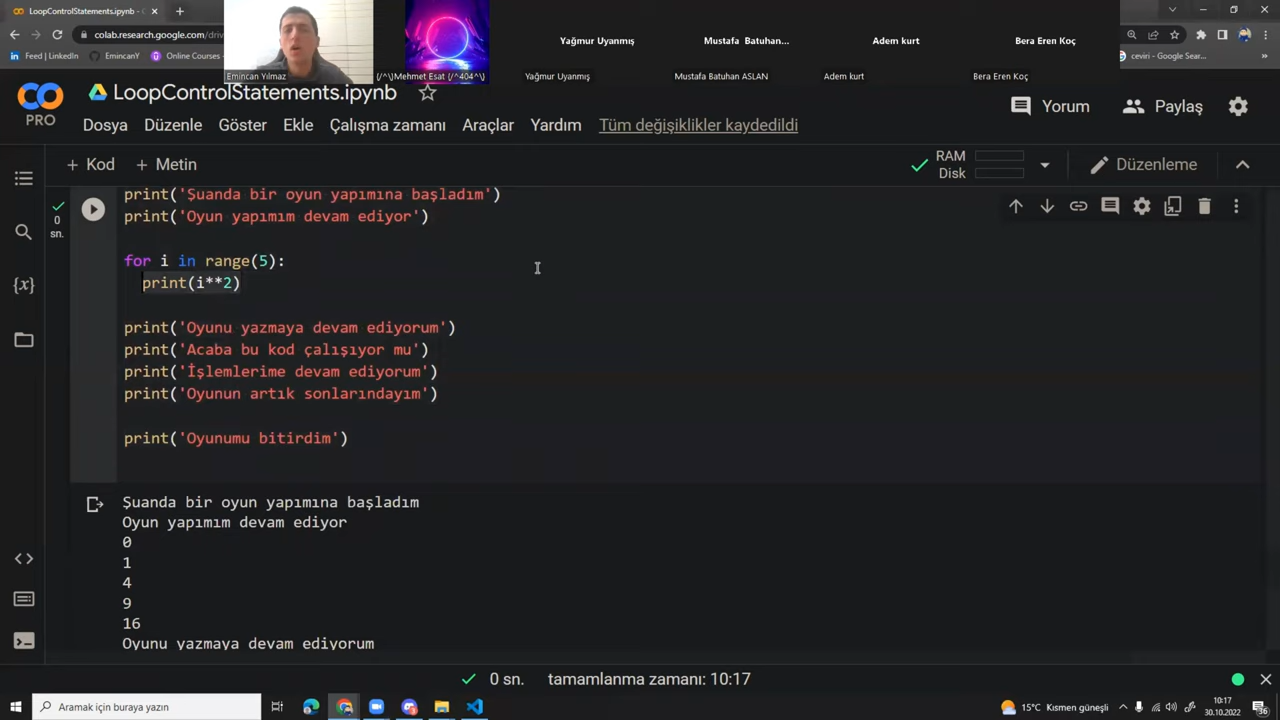 LoopControlStatements.ipynb - C
colab.research.google.com/driv
Feed | LinkedIn
EmincanY
Online Courses -
ceviri - Google Sear...
Yağmur Uyanmış
Mustafa Batuhan...
Adem kurt
Bera Eren Koç
Emincan Yılmaz
(/^\)Mehmet Esat (/^404^\)
Yağmur Uyanmış
Mustafa Batuhan ASLAN
Adem kurt
Bera Eren Koç
PRO
LoopControlStatements.ipynb
Yorum
Paylaş
Dosya Düzenle Göster Ekle Çalışma zamanı Araçlar Yardım Tüm değişiklikler kaydedildi
+ Kod + Metin
RAM
Disk
Düzenleme
0
sn.
print('Şuanda bir oyun yapımına başladım')
print('Oyun yapımım devam ediyor')
for i in range(5):
print(i**2)
print('Oyunu yazmaya devam ediyorum')
print('Acaba bu kod çalışıyor mu')
print('İşlemlerime devam ediyorum')
print('Oyunun artık sonlarındayım')
print('Oyunumu bitirdim')
Şuanda bir oyun yapımına başladım
Oyun yapımım devam ediyor
0
1
4
9
16
Oyunu yazmaya devam ediyorum
0 sn. tamamlanma zamanı: 10:17
Aramak için buraya yazın
15°C Kısmen güneşli
10:17
30.10.2022